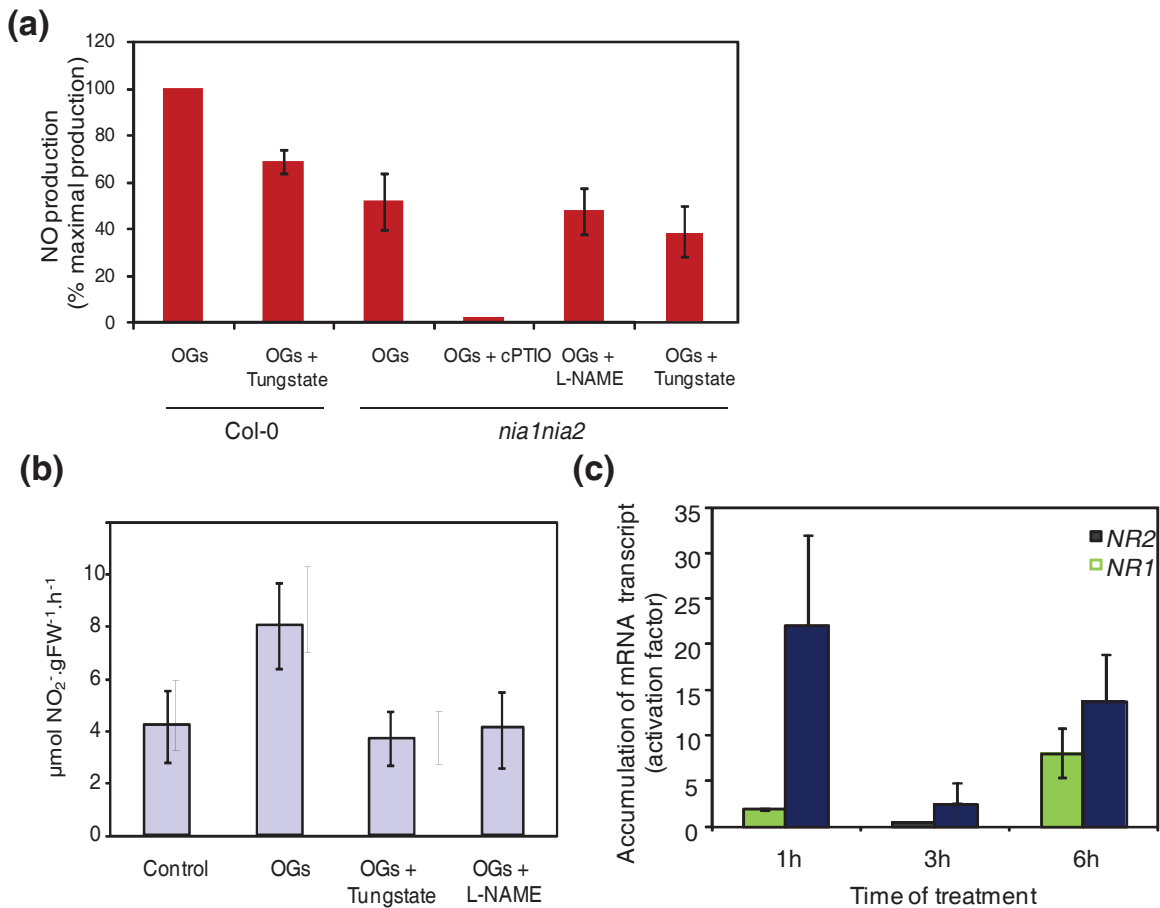 (a)
120
100
80
60
40
20
0
NO production
(% maximal production)
OGs
OGs +
Tungstate
OGs
OGs + cPTIO
OGs +
L-NAME
OGs +
Tungstate
Col-0
nia1nia2
(b)
10
8
6
4
2
0
µmol NO₂⁻.gFW⁻¹.h⁻¹
Control
OGs
OGs +
Tungstate
OGs +
L-NAME
(c)
35
30
25
20
15
10
5
0
Accumulation of mRNA transcript
(activation factor)
NR2
NR1
1h
3h
6h
Time of treatment